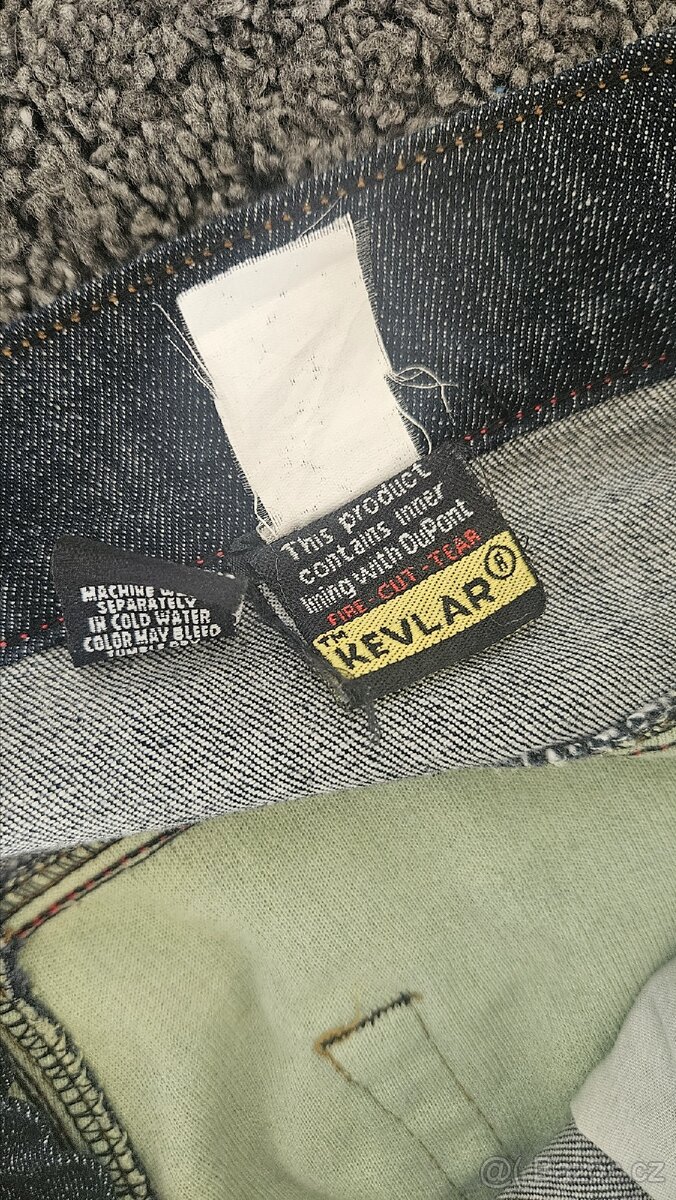 This product
contains inner
lining with DuPont
FIRE-CUT-TEAR
™ KEVLAR®
MACHINE
SEPARATELY
IN COLD WATER
COLOR MAY BLEED